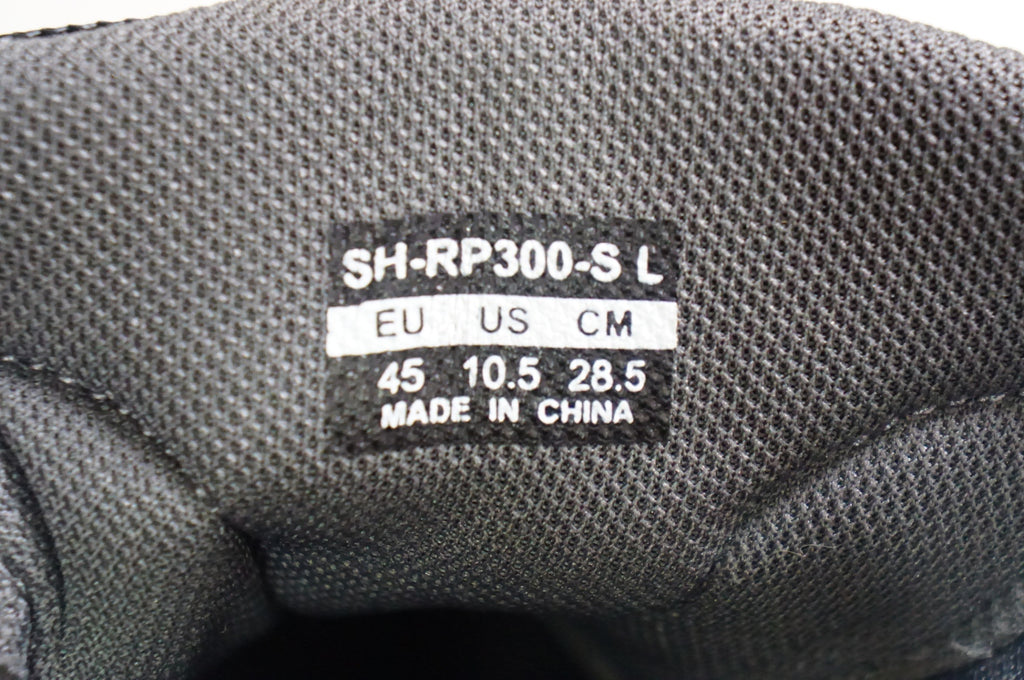 SH-RP300-S L
EU US CM
45 10.5 28.5
MADE IN CHINA